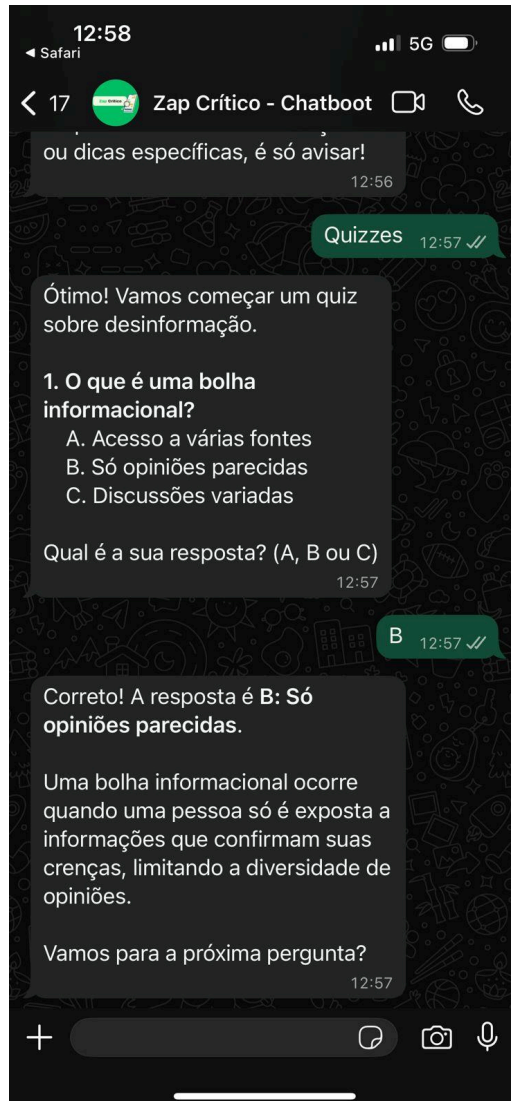 12:58
◀ Safari
5G
17
Zap Crítico - Chatboot
ou dicas específicas, é só avisar!
12:56
Quizzes 12:57
Ótimo! Vamos começar um quiz
sobre desinformação.
1. O que é uma bolha
informacional?
A. Acesso a várias fontes
B. Só opiniões parecidas
C. Discussões variadas
Qual é a sua resposta? (A, B ou C)
12:57
B 12:57
Correto! A resposta é B: Só
opiniões parecidas.
Uma bolha informacional ocorre
quando uma pessoa só é exposta a
informações que confirmam suas
crenças, limitando a diversidade de
opiniões.
Vamos para a próxima pergunta?
12:57